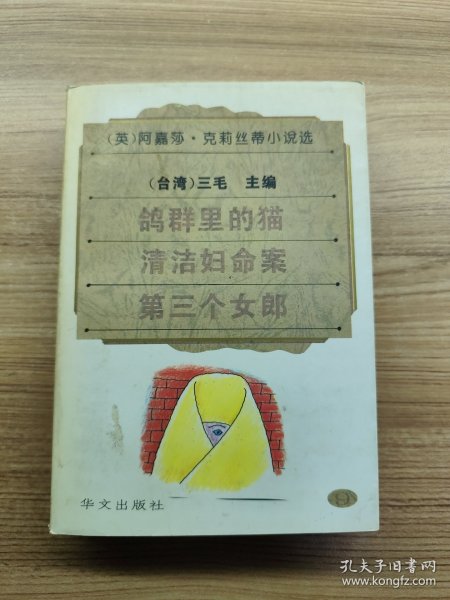 (英)阿嘉莎·克莉丝蒂小说选
(台湾)三毛 主编
鸽群里的猫
清洁妇命案
第三个女郎
华文出版社
9
孔夫子旧书网
www.kongfz.com